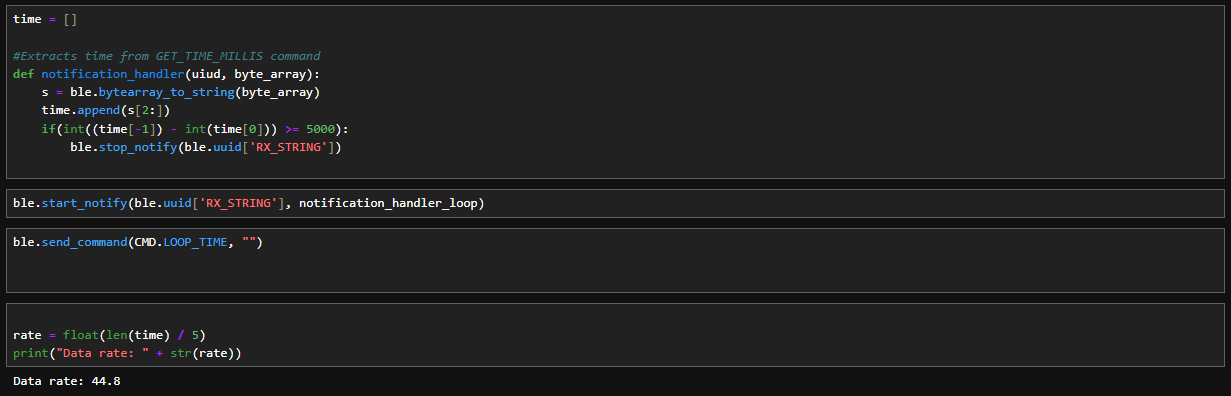 time = []
#Extracts time from GET_TIME_MILLIS command
def notification_handler(uiud, byte_array):
    s = ble.bytearray_to_string(byte_array)
    time.append(s[2:])
    if(int((time[-1]) - int(time[0])) >= 5000):
        ble.stop_notify(ble.uuid['RX_STRING'])
ble.start_notify(ble.uuid['RX_STRING'], notification_handler_loop)
ble.send_command(CMD.LOOP_TIME, "")
rate = float(len(time) / 5)
print("Data rate: " + str(rate))
Data rate: 44.8